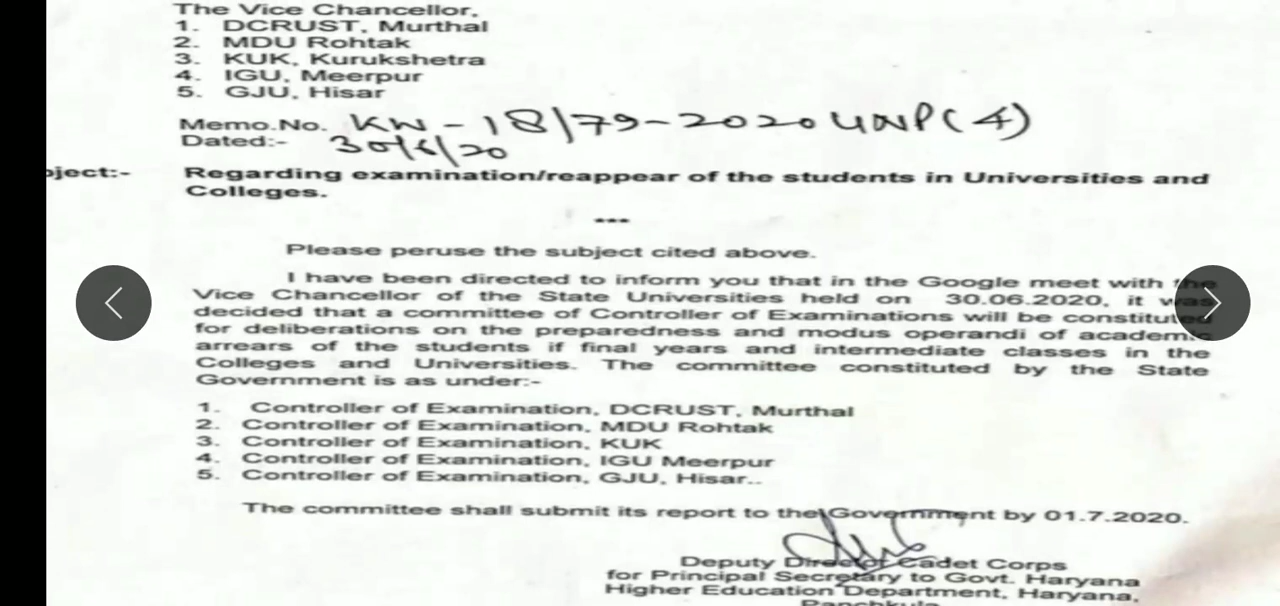 The Vice Chancellor,
1. DCRUST, Murthal
2. MDU Rohtak
3. KUK, Kurukshetra
4. IGU, Meerpur
5. GJU, Hisar
Memo.No. KW-18/79-2020 UNP(4)
Dated:- 30/6/20
bject:- Regarding examination/reappear of the students in Universities and
Colleges.
***
Please peruse the subject cited above.
I have been directed to inform you that in the Google meet with the
Vice Chancellor of the State Universities held on 30.06.2020, it was
decided that a committee of Controller of Examinations will be constituted
for deliberations on the preparedness and modus operandi of academic
arrears of the students if final years and intermediate classes in the
Colleges and Universities. The committee constituted by the State
Government is as under:-
1. Controller of Examination, DCRUST, Murthal
2. Controller of Examination, MDU Rohtak
3. Controller of Examination, KUK
4. Controller of Examination, IGU Meerpur
5. Controller of Examination, GJU, Hisar..
The committee shall submit its report to the Government by 01.7.2020.
Deputy Director Cadet Corps
for Principal Secretary to Govt. Haryana
Higher Education Department, Haryana,
Panchkula